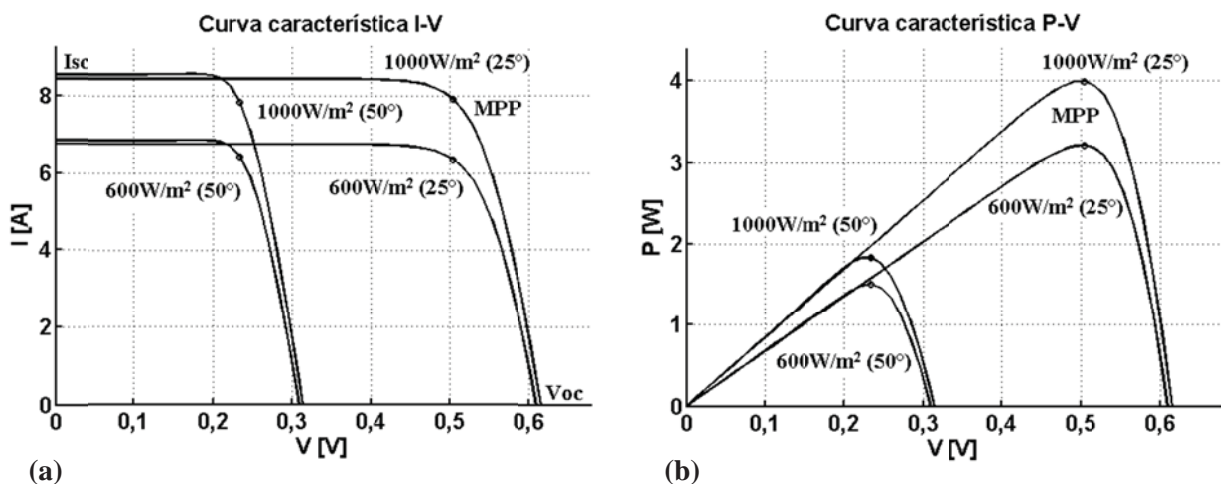 Curva característica I-V
Isc
1000W/m² (25°)
1000W/m² (50°)
MPP
600W/m² (50°)
600W/m² (25°)
Voc
I [A]
8
6
4
2
0
0
0,1
0,2
0,3
0,4
0,5
0,6
V [V]
(a)
Curva característica P-V
1000W/m² (25°)
MPP
600W/m² (25°)
1000W/m² (50°)
600W/m² (50°)
P [W]
4
3
2
1
0
0
0,1
0,2
0,3
0,4
0,5
0,6
V [V]
(b)